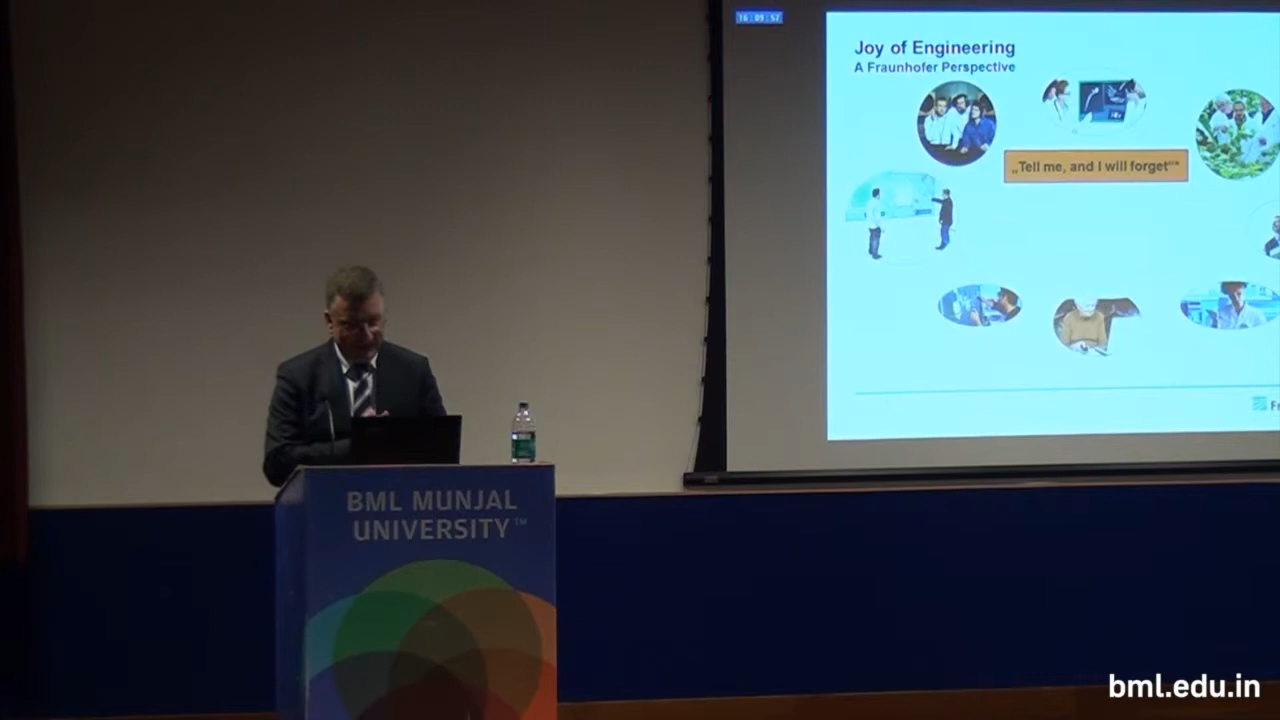 16:09:57
Joy of Engineering
A Fraunhofer Perspective
„Tell me, and I will forget“
BML MUNJAL
UNIVERSITY™
bml.edu.in